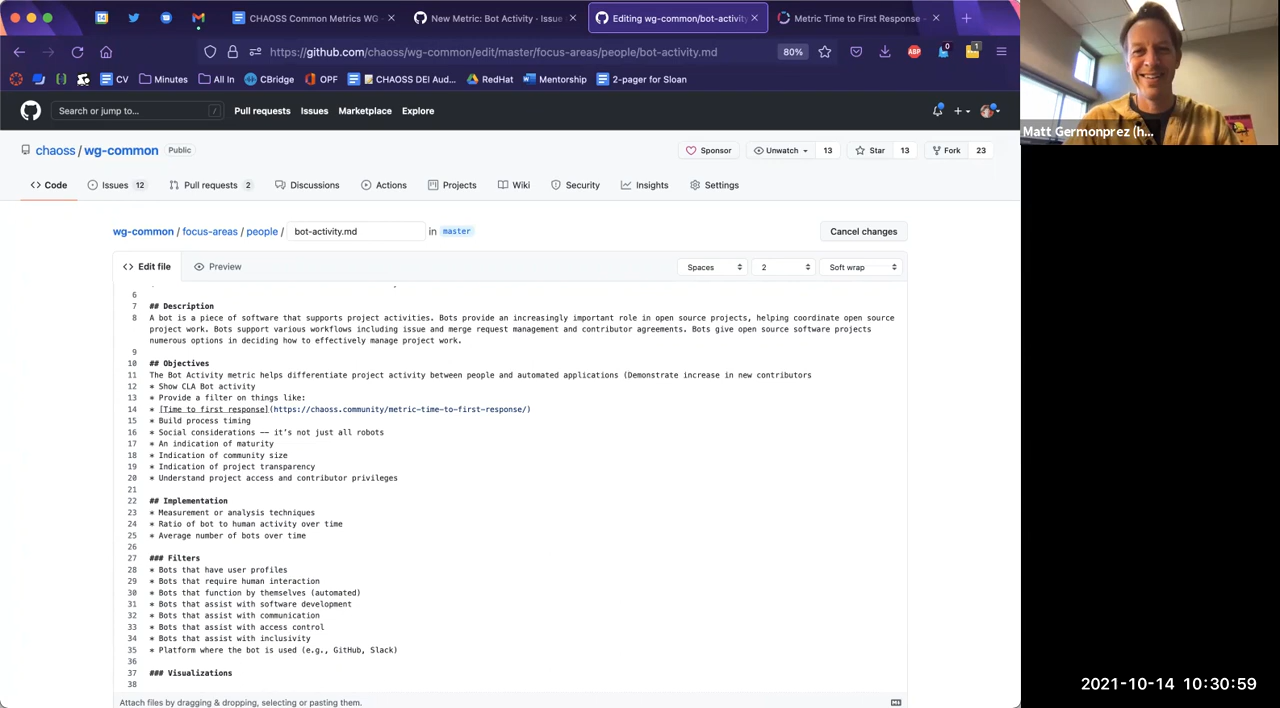 CHAOSS Common Metrics WG -
New Metric: Bot Activity · Issue
Editing wg-common/bot-activity
Metric Time to First Response -
https://github.com/chaoss/wg-common/edit/master/focus-areas/people/bot-activity.md
80%
ABP
0
1
CV
Minutes
All In
CBridge
OPF
CHAOSS DEI Aud...
RedHat
Mentorship
2-pager for Sloan
Search or jump to...
/
Pull requests
Issues
Marketplace
Explore
chaoss / wg-common
Public
Sponsor
Unwatch
13
Star
13
Fork
23
Code
Issues 12
Pull requests 2
Discussions
Actions
Projects
Wiki
Security
Insights
Settings
wg-common / focus-areas / people / bot-activity.md in master
Cancel changes
Edit file
Preview
Spaces
2
Soft wrap
6
7 ## Description
8 A bot is a piece of software that supports project activities. Bots provide an increasingly important role in open source projects, helping coordinate open source
project work. Bots support various workflows including issue and merge request management and contributor agreements. Bots give open source software projects
numerous options in deciding how to effectively manage project work.
9
10 ## Objectives
11 The Bot Activity metric helps differentiate project activity between people and automated applications (Demonstrate increase in new contributors
12 * Show CLA Bot activity
13 * Provide a filter on things like:
14 * [Time to first response](https://chaoss.community/metric-time-to-first-response/)
15 * Build process timing
16 * Social considerations –– it's not just all robots
17 * An indication of maturity
18 * Indication of community size
19 * Indication of project transparency
20 * Understand project access and contributor privileges
21
22 ## Implementation
23 * Measurement or analysis techniques
24 * Ratio of bot to human activity over time
25 * Average number of bots over time
26
27 ### Filters
28 * Bots that have user profiles
29 * Bots that require human interaction
30 * Bots that function by themselves (automated)
31 * Bots that assist with software development
32 * Bots that assist with communication
33 * Bots that assist with access control
34 * Bots that assist with inclusivity
35 * Platform where the bot is used (e.g., GitHub, Slack)
36
37 ### Visualizations
38
Attach files by dragging & dropping, selecting or pasting them.
Matt Germonprez (h...
2021-10-14 10:30:59